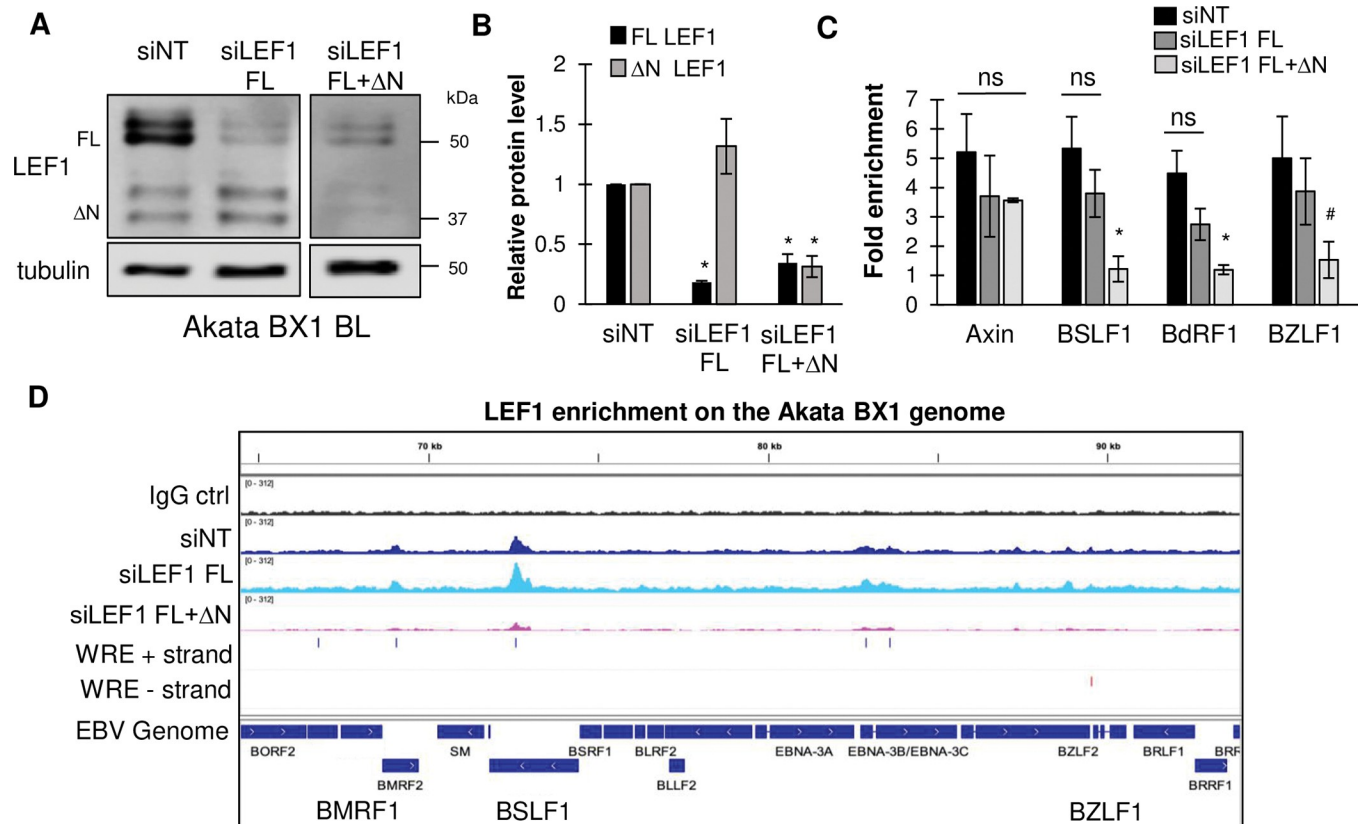 A
siNT
siLEF1
FL
siLEF1
FL+ΔN
kDa
LEF1
FL
ΔN
50
37
tubulin
50
Akata BX1 BL
B
FL LEF1
ΔN LEF1
Relative protein level
2
1.5
1
0.5
0
*
* *
siNT
siLEF1
FL
siLEF1
FL+ΔN
C
siNT
siLEF1 FL
siLEF1 FL+ΔN
Fold enrichment
7
6
5
4
3
2
1
0
ns
ns
ns
*
*
#
Axin BSLF1 BdRF1 BZLF1
D
LEF1 enrichment on the Akata BX1 genome
70 kb 80 kb 90 kb
IgG ctrl
[0 - 312]
siNT
[0 - 312]
siLEF1 FL
[0 - 312]
siLEF1 FL+ΔN
[0 - 312]
WRE + strand
WRE - strand
EBV Genome
BORF2 SM BSRF1 BLRF2 EBNA-3A EBNA-3B/EBNA-3C BZLF2 BRLF1 BRF
BMRF2 BLLF2 BRRF1
BMRF1 BSLF1 BZLF1